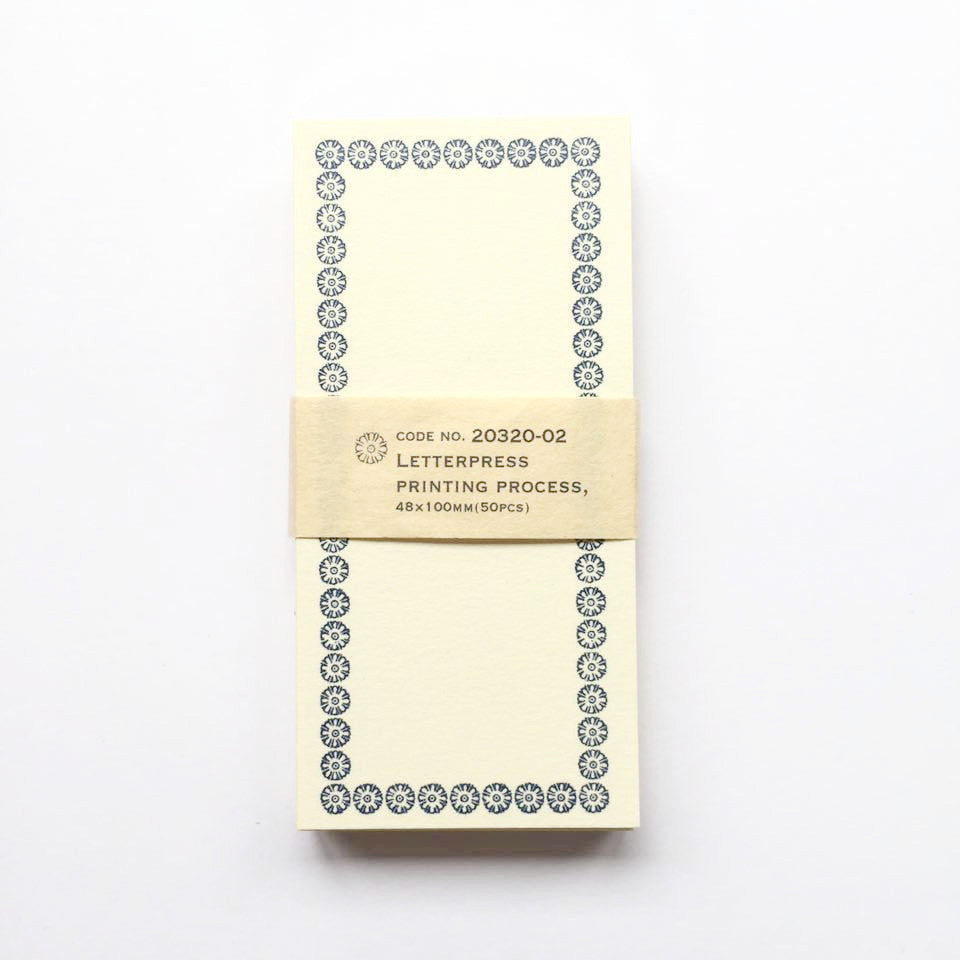 CODE NO. 20320-02
LETTERPRESS
PRINTING PROCESS,
48×100MM(50PCS)